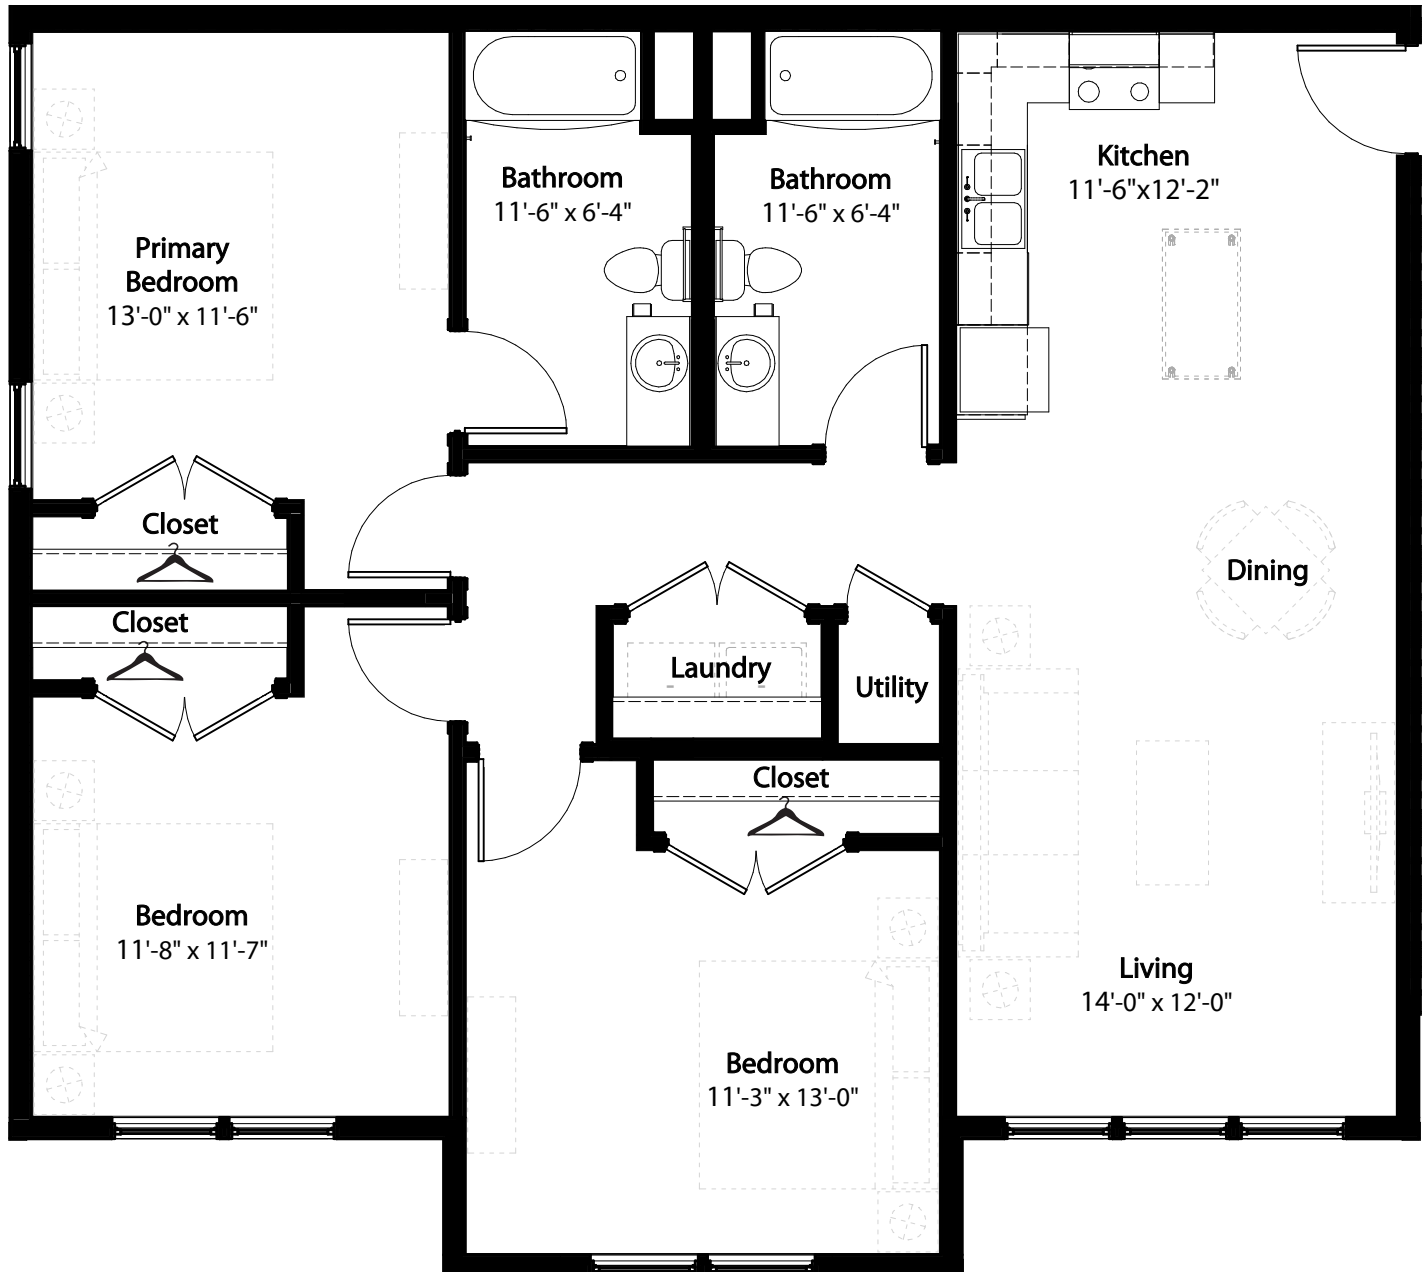 Bathroom
11'-6" x 6'-4"
Bathroom
11'-6" x 6'-4"
Kitchen
11'-6"x12'-2"
Primary
Bedroom
13'-0" x 11'-6"
Closet
Closet
Laundry
Utility
Dining
Closet
Bedroom
11'-8" x 11'-7"
Living
14'-0" x 12'-0"
Bedroom
11'-3" x 13'-0"